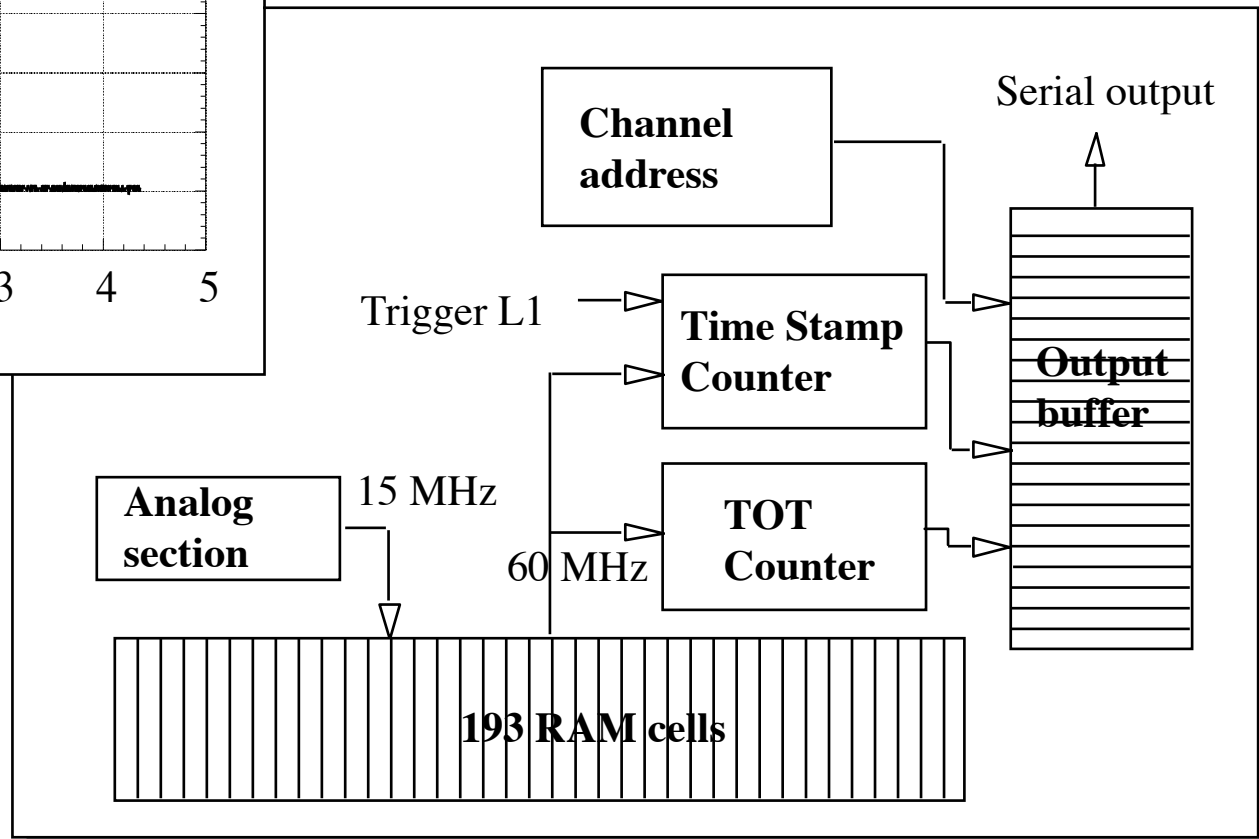 3 4 5
Serial output
Channel
address
Trigger L1
Time Stamp
Counter
Output
buffer
Analog
section
15 MHz
TOT
Counter
60 MHz
193 RAM cells